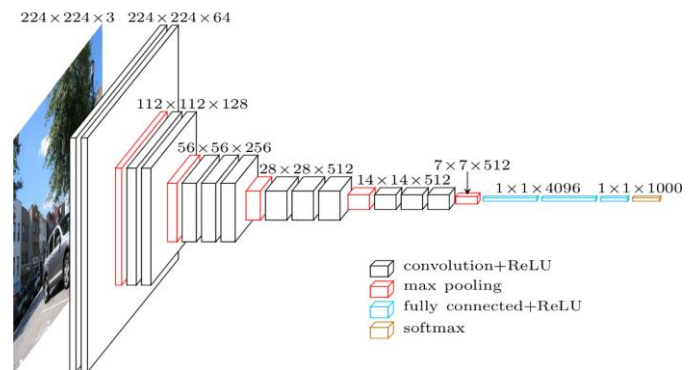 224×224×3
224×224×64
112×112×128
56×56×256
28×28×512
14×14×512
7×7×512
1×1×4096
1×1×1000
convolution+ReLU
max pooling
fully connected+ReLU
softmax